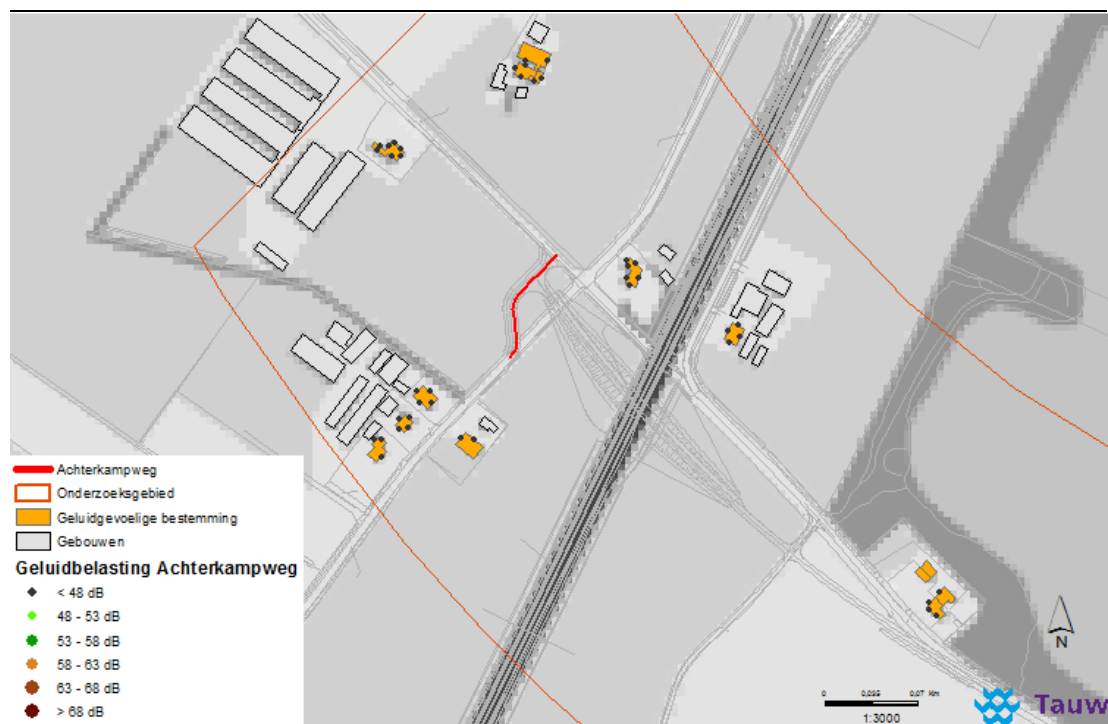 Achterkampweg
Onderzoeksgebied
Geluidgevoelige bestemming
Gebouwen
Geluidbelasting Achterkampweg
< 48 dB
48 - 53 dB
53 - 58 dB
58 - 63 dB
63 - 68 dB
> 68 dB
N
0 0,035 0,07 Km
1:3000
Tauw